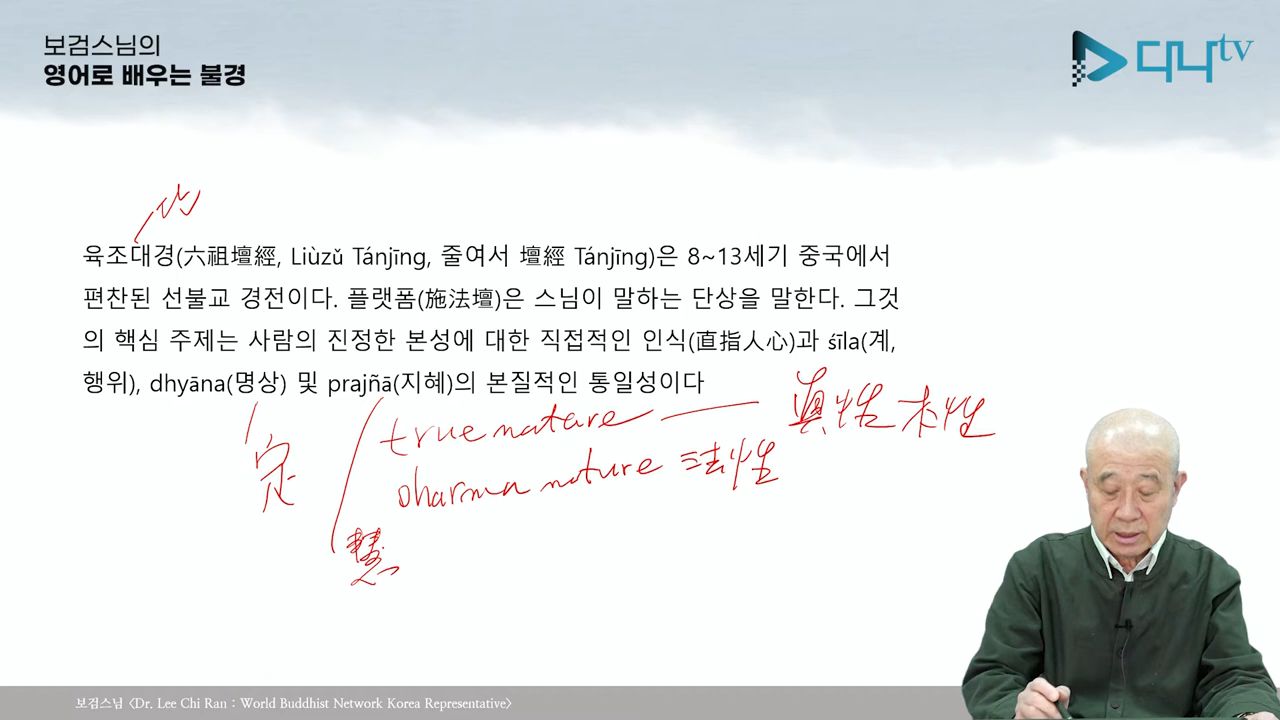 보검스님의
영어로 배우는 불경
다나tv
단
육조대경(六祖壇經, Liùzǔ Tánjīng, 줄여서 壇經 Tánjīng)은 8~13세기 중국에서
편찬된 선불교 경전이다. 플랫폼(施法壇)은 스님이 말하는 단상을 말한다. 그것
의 핵심 주제는 사람의 진정한 본성에 대한 직접적인 인식(直指人心)과 śīla(계,
행위), dhyāna(명상) 및 prajñā(지혜)의 본질적인 통일성이다
true nature — 眞性 本性
定
dharma nature 法性
慧
보검스님 <Dr. Lee Chi Ran : World Buddhist Network Korea Representative>